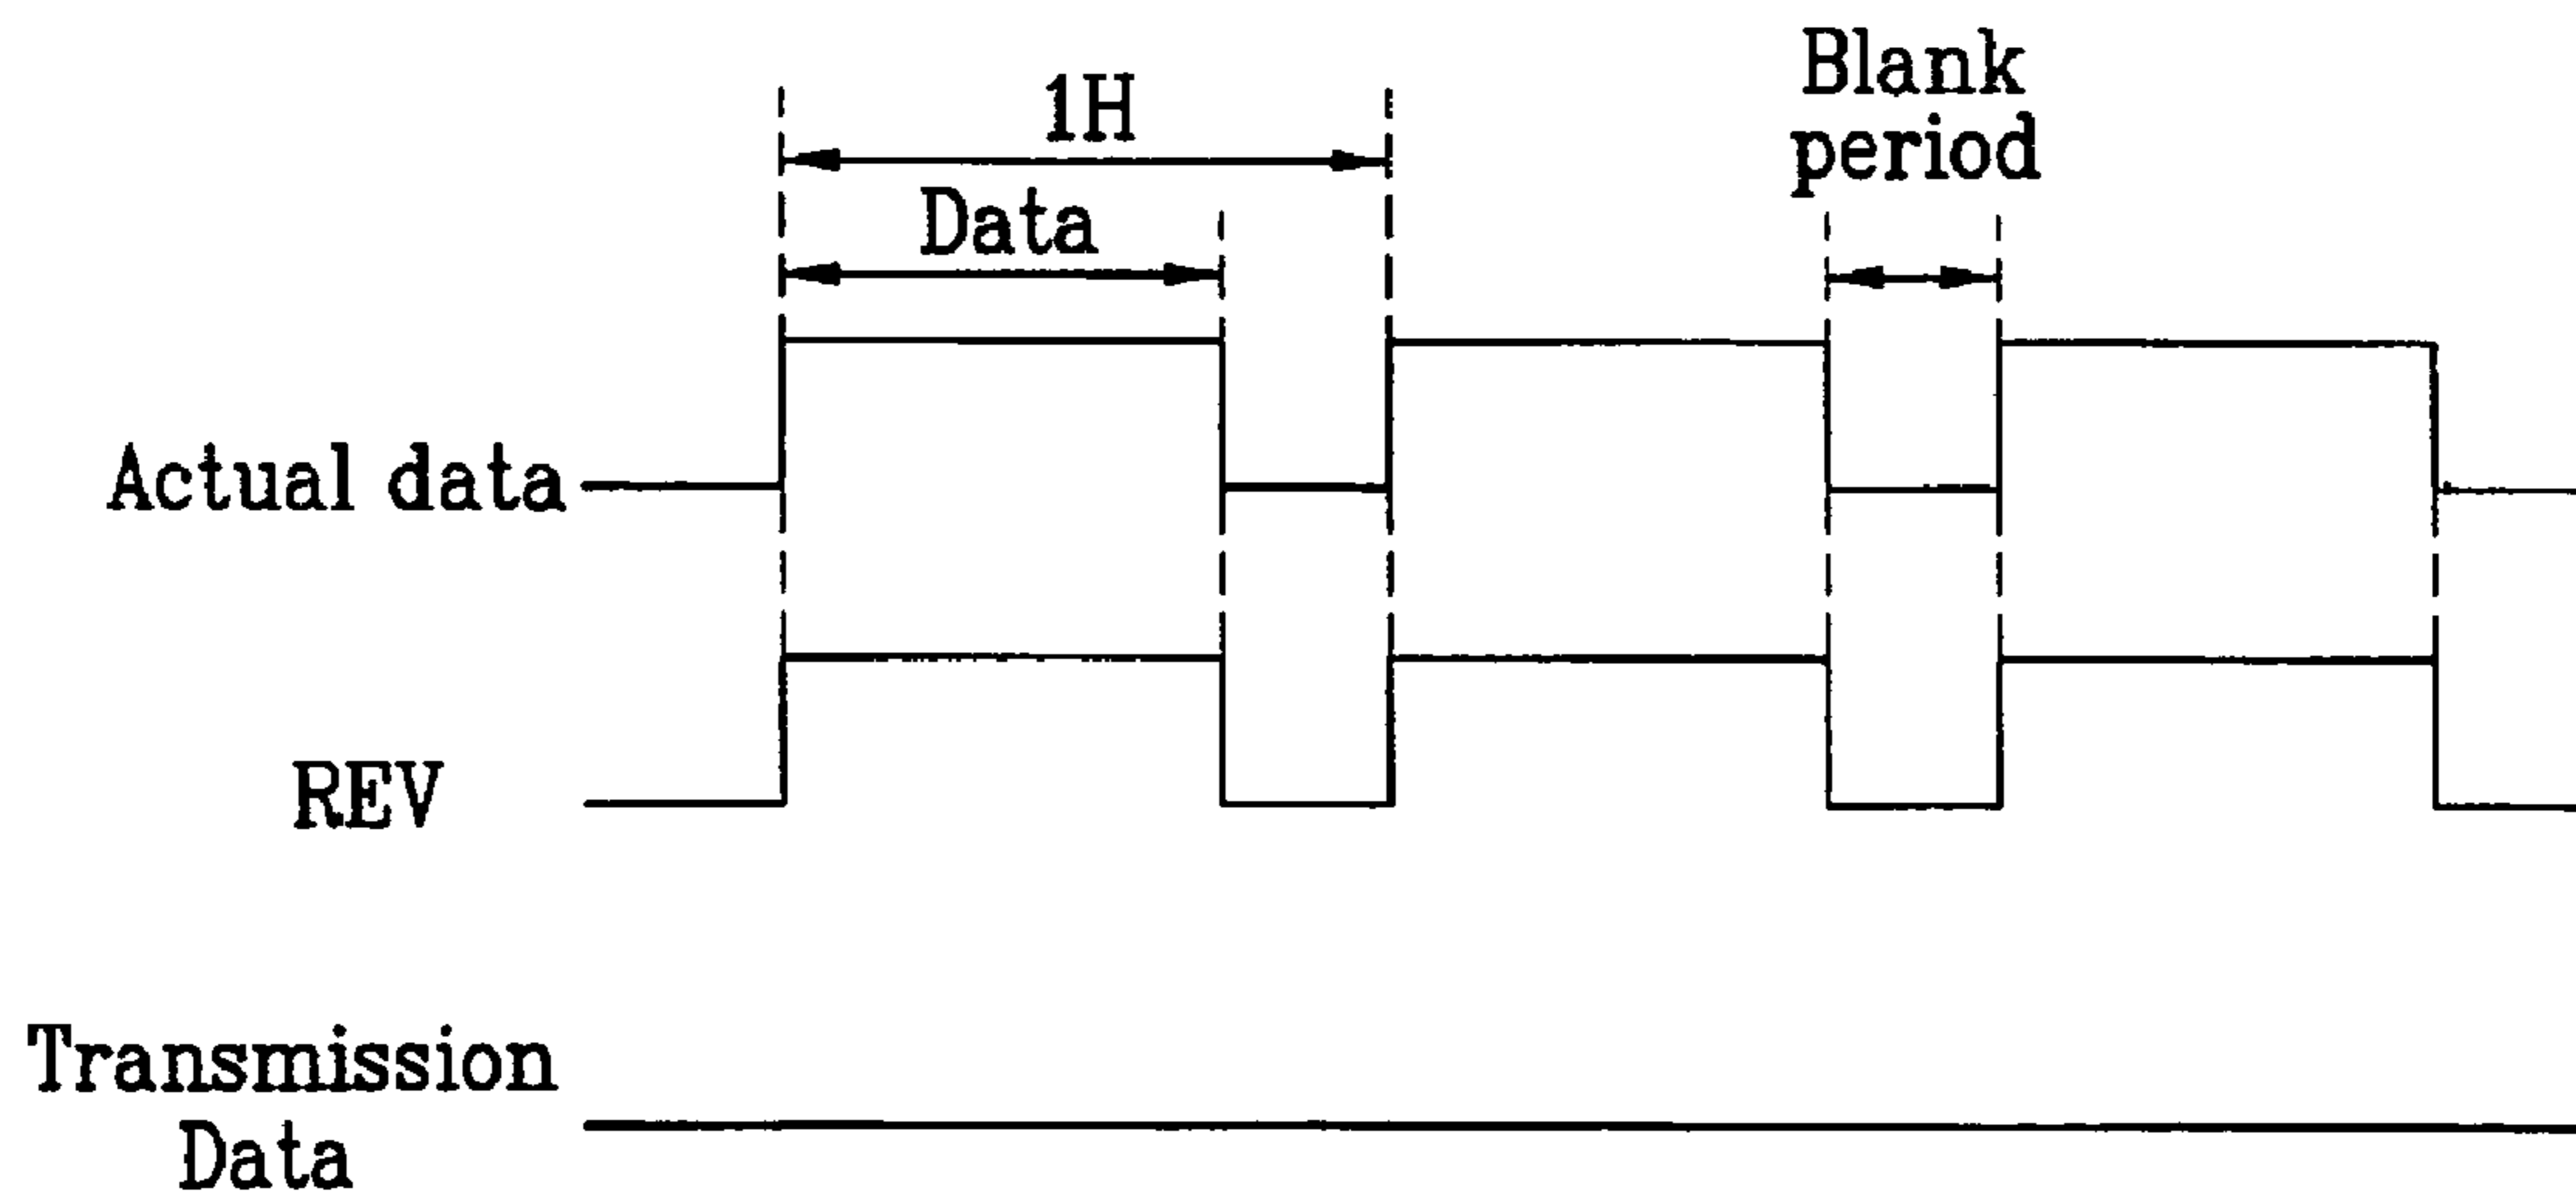 1H
Blank
period
Data
Actual data
REV
Transmission
Data